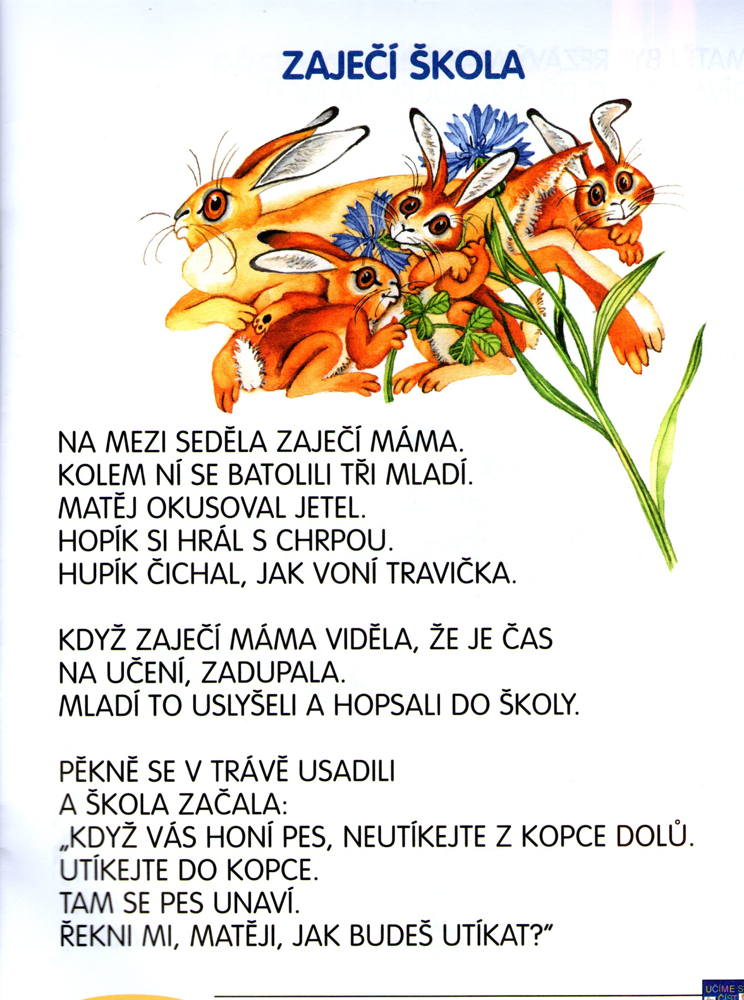 ZAJEČÍ ŠKOLA
NA MEZI SEDĚLA ZAJEČÍ MÁMA.
KOLEM NÍ SE BATOLILI TŘI MLADÍ.
MATĚJ OKUSOVAL JETEL.
HOPÍK SI HRÁL S CHRPOU.
HUPÍK ČICHAL, JAK VONÍ TRAVIČKA.
KDYŽ ZAJEČÍ MÁMA VIDĚLA, ŽE JE ČAS
NA UČENÍ, ZADUPALA.
MLADÍ TO USLYŠELI A HOPSALI DO ŠKOLY.
PĚKNĚ SE V TRÁVĚ USADILI
A ŠKOLA ZAČALA:
„KDYŽ VÁS HONÍ PES, NEUTÍKEJTE Z KOPCE DOLŮ.
UTÍKEJTE DO KOPCE.
TAM SE PES UNAVÍ.
ŘEKNI MI, MATĚJI, JAK BUDEŠ UTÍKAT?"
UČÍME S
ČÍST